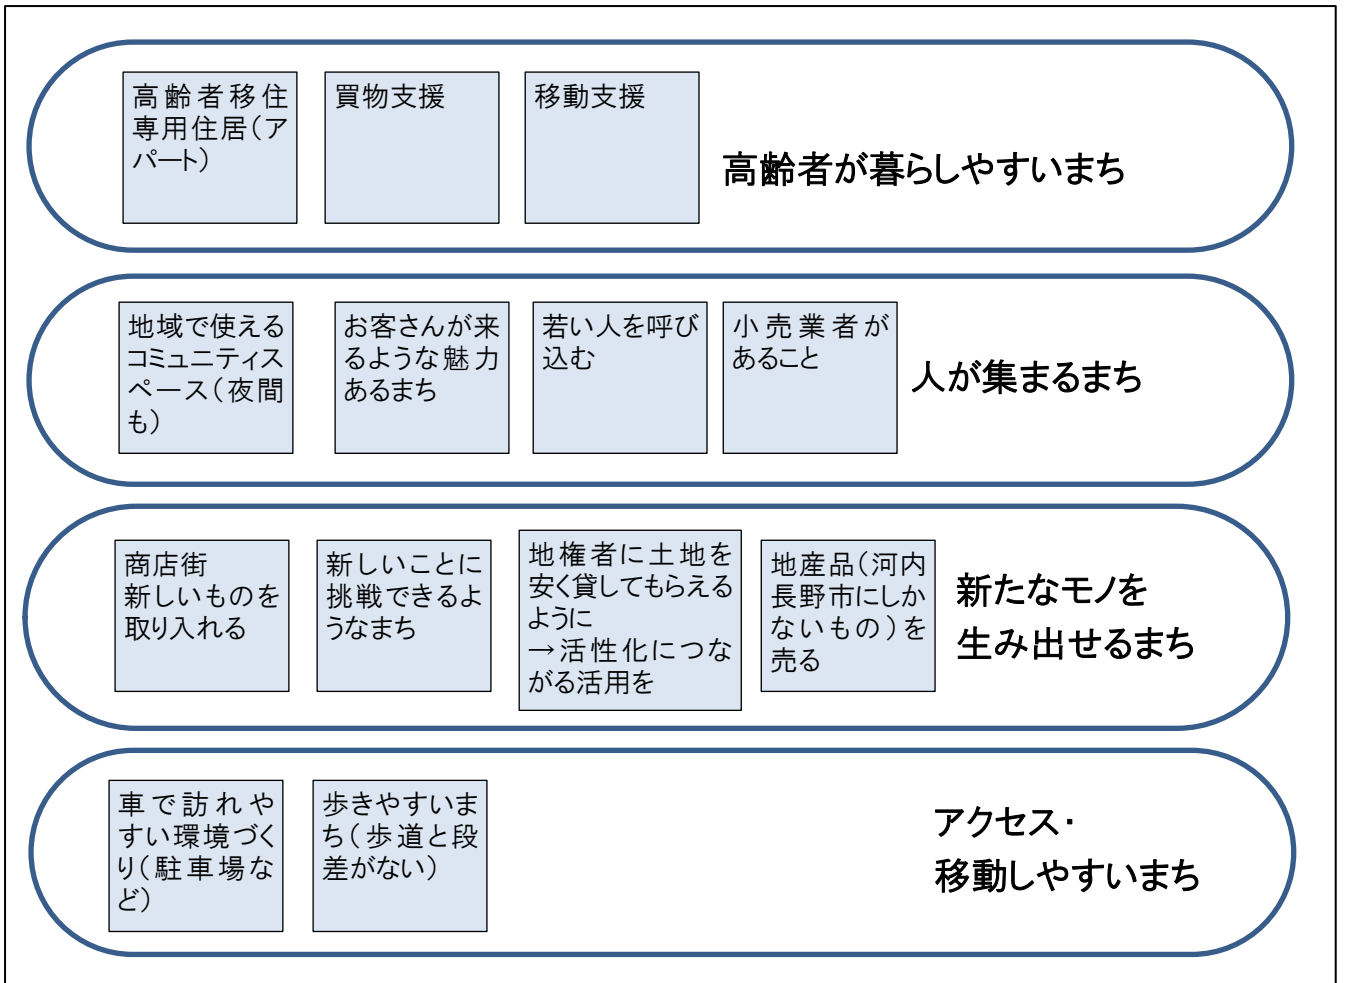 高齢者移住
専用住居（ア
パート）
買物支援
移動支援
高齢者が暮らしやすいまち
地域で使える
コミュニティス
ペース（夜間
も）
お客さんが来
るような魅力
あるまち
若い人を呼び
込む
小売業者が
あること
人が集まるまち
商店街
新しいものを
取り入れる
新しいことに
挑戦できるよ
うなまち
地権者に土地を
安く貸してもらえる
ように
→活性化につな
がる活用を
地産品（河内
長野市にしか
ないもの）を
売る
新たなモノを
生み出せるまち
車で訪れや
すい環境づく
り（駐車場な
ど）
歩きやすいま
ち（歩道と段
差がない）
アクセス・
移動しやすいまち